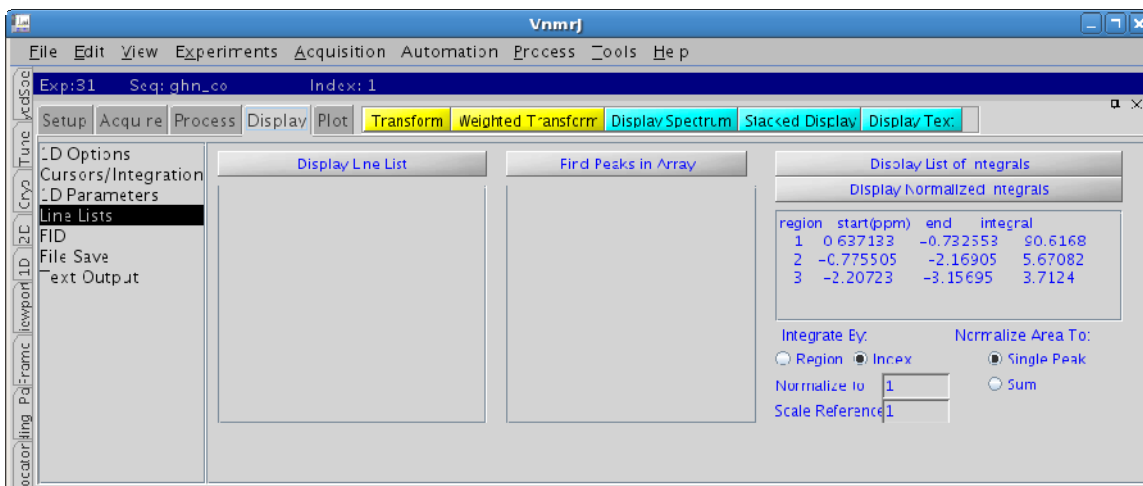 VnmrJ
File Edit View Experiments Acquisition Automation Process Tools Help
Exp:31 Seq: ghn_co Index: 1
Setup Acquire Process Display Plot Transform Weighted Transform Display Spectrum Stacked Display Display Text
1D Options
Cursors/Integration
1D Parameters
Line Lists
FID
File Save
Text Output
Display Line List
Find Peaks in Array
Display List of Integrals
Display Normalized Integrals
region start(ppm) end integral
1 0.637133 -0.732553 90.6168
2 -0.775505 -2.16905 5.67082
3 -2.20723 -3.15695 3.7124
Integrate By: Normalize Area To:
Region Index Single Peak
Normalize to 1 Sum
Scale Reference 1
Tune
Cryo
2D
1D
Frame